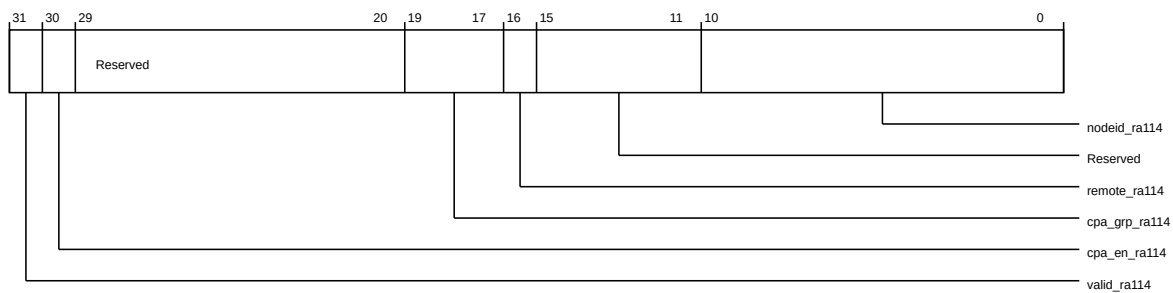 31 30 29 20 19 17 16 15 11 10 0
Reserved
nodeid_ra114
Reserved
remote_ra114
cpa_grp_ra114
cpa_en_ra114
valid_ra114